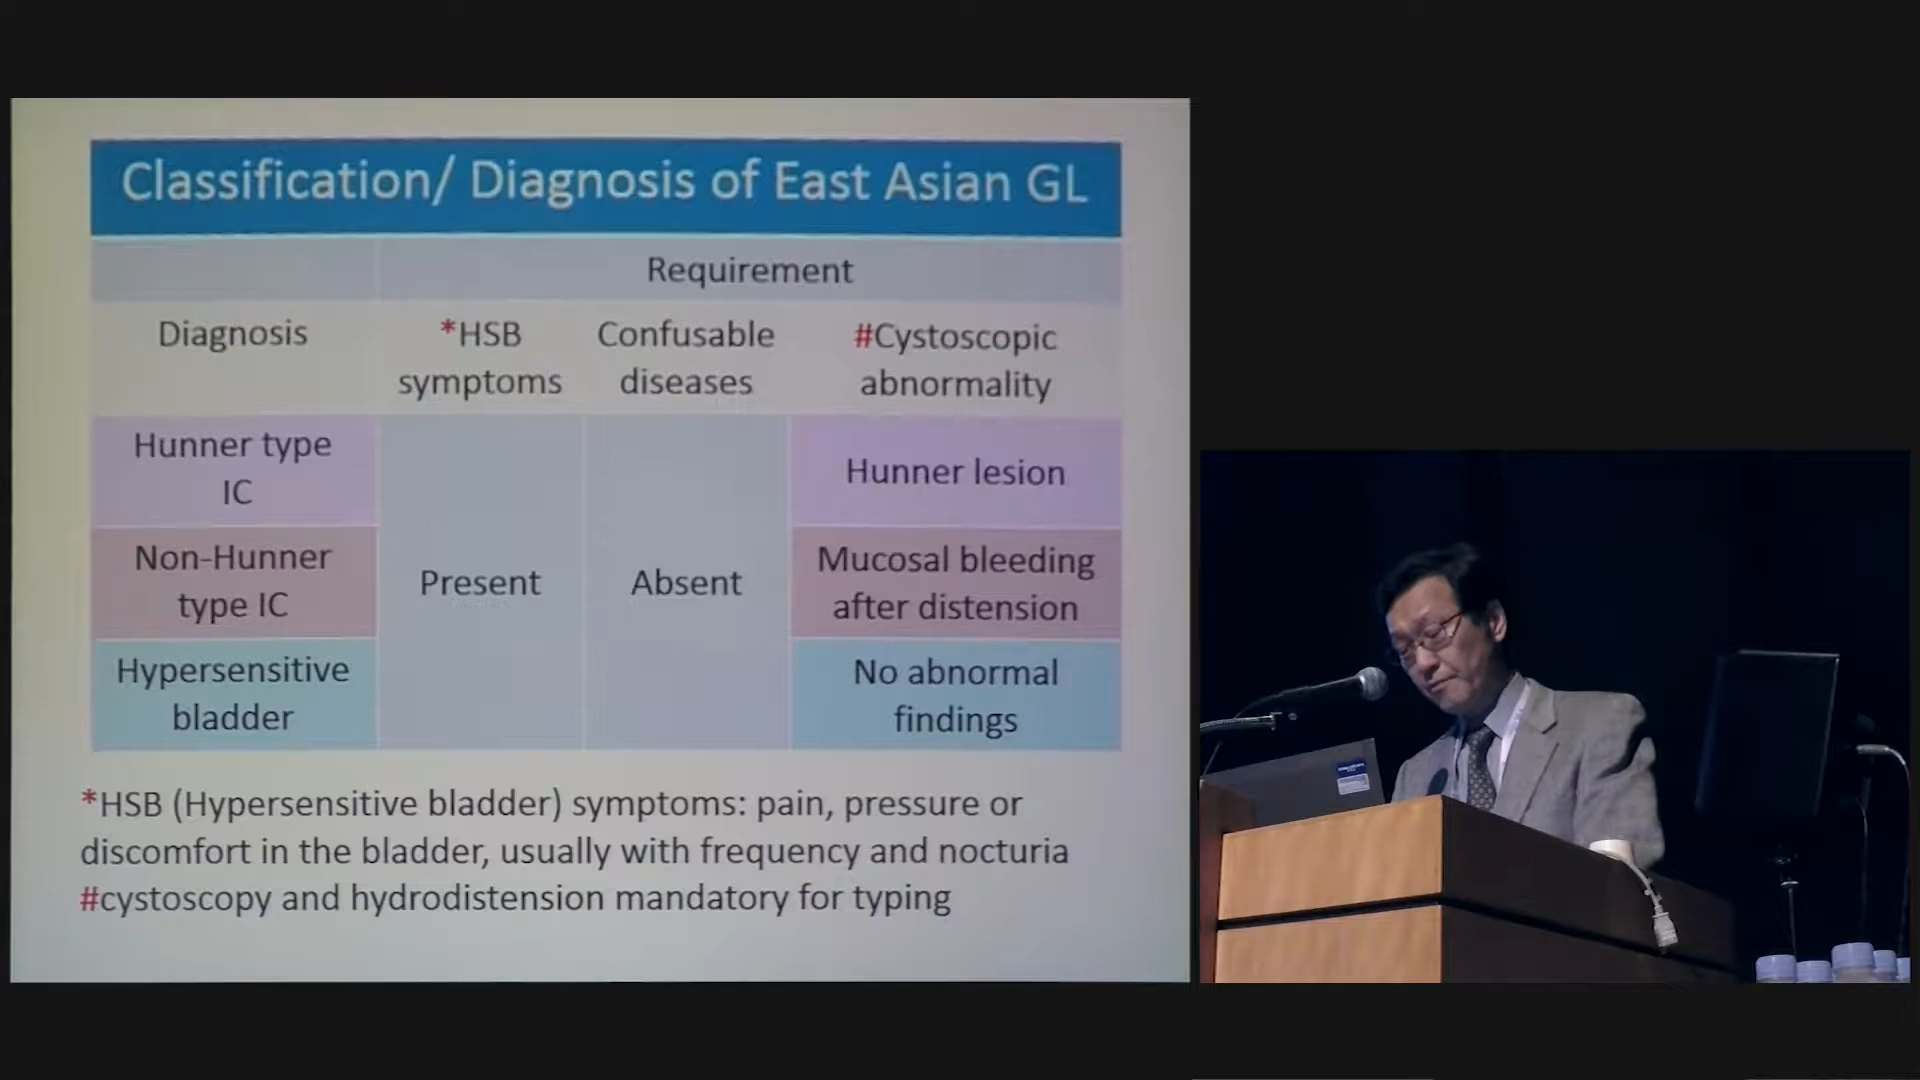 Classification/ Diagnosis of East Asian GL
Requirement
Diagnosis
*HSB
symptoms
Confusable
diseases
#Cystoscopic
abnormality
Hunner type
IC
Non-Hunner
type IC
Hypersensitive
bladder
Present
Absent
Hunner lesion
Mucosal bleeding
after distension
No abnormal
findings
*HSB (Hypersensitive bladder) symptoms: pain, pressure or
discomfort in the bladder, usually with frequency and nocturia
#cystoscopy and hydrodistension mandatory for typing